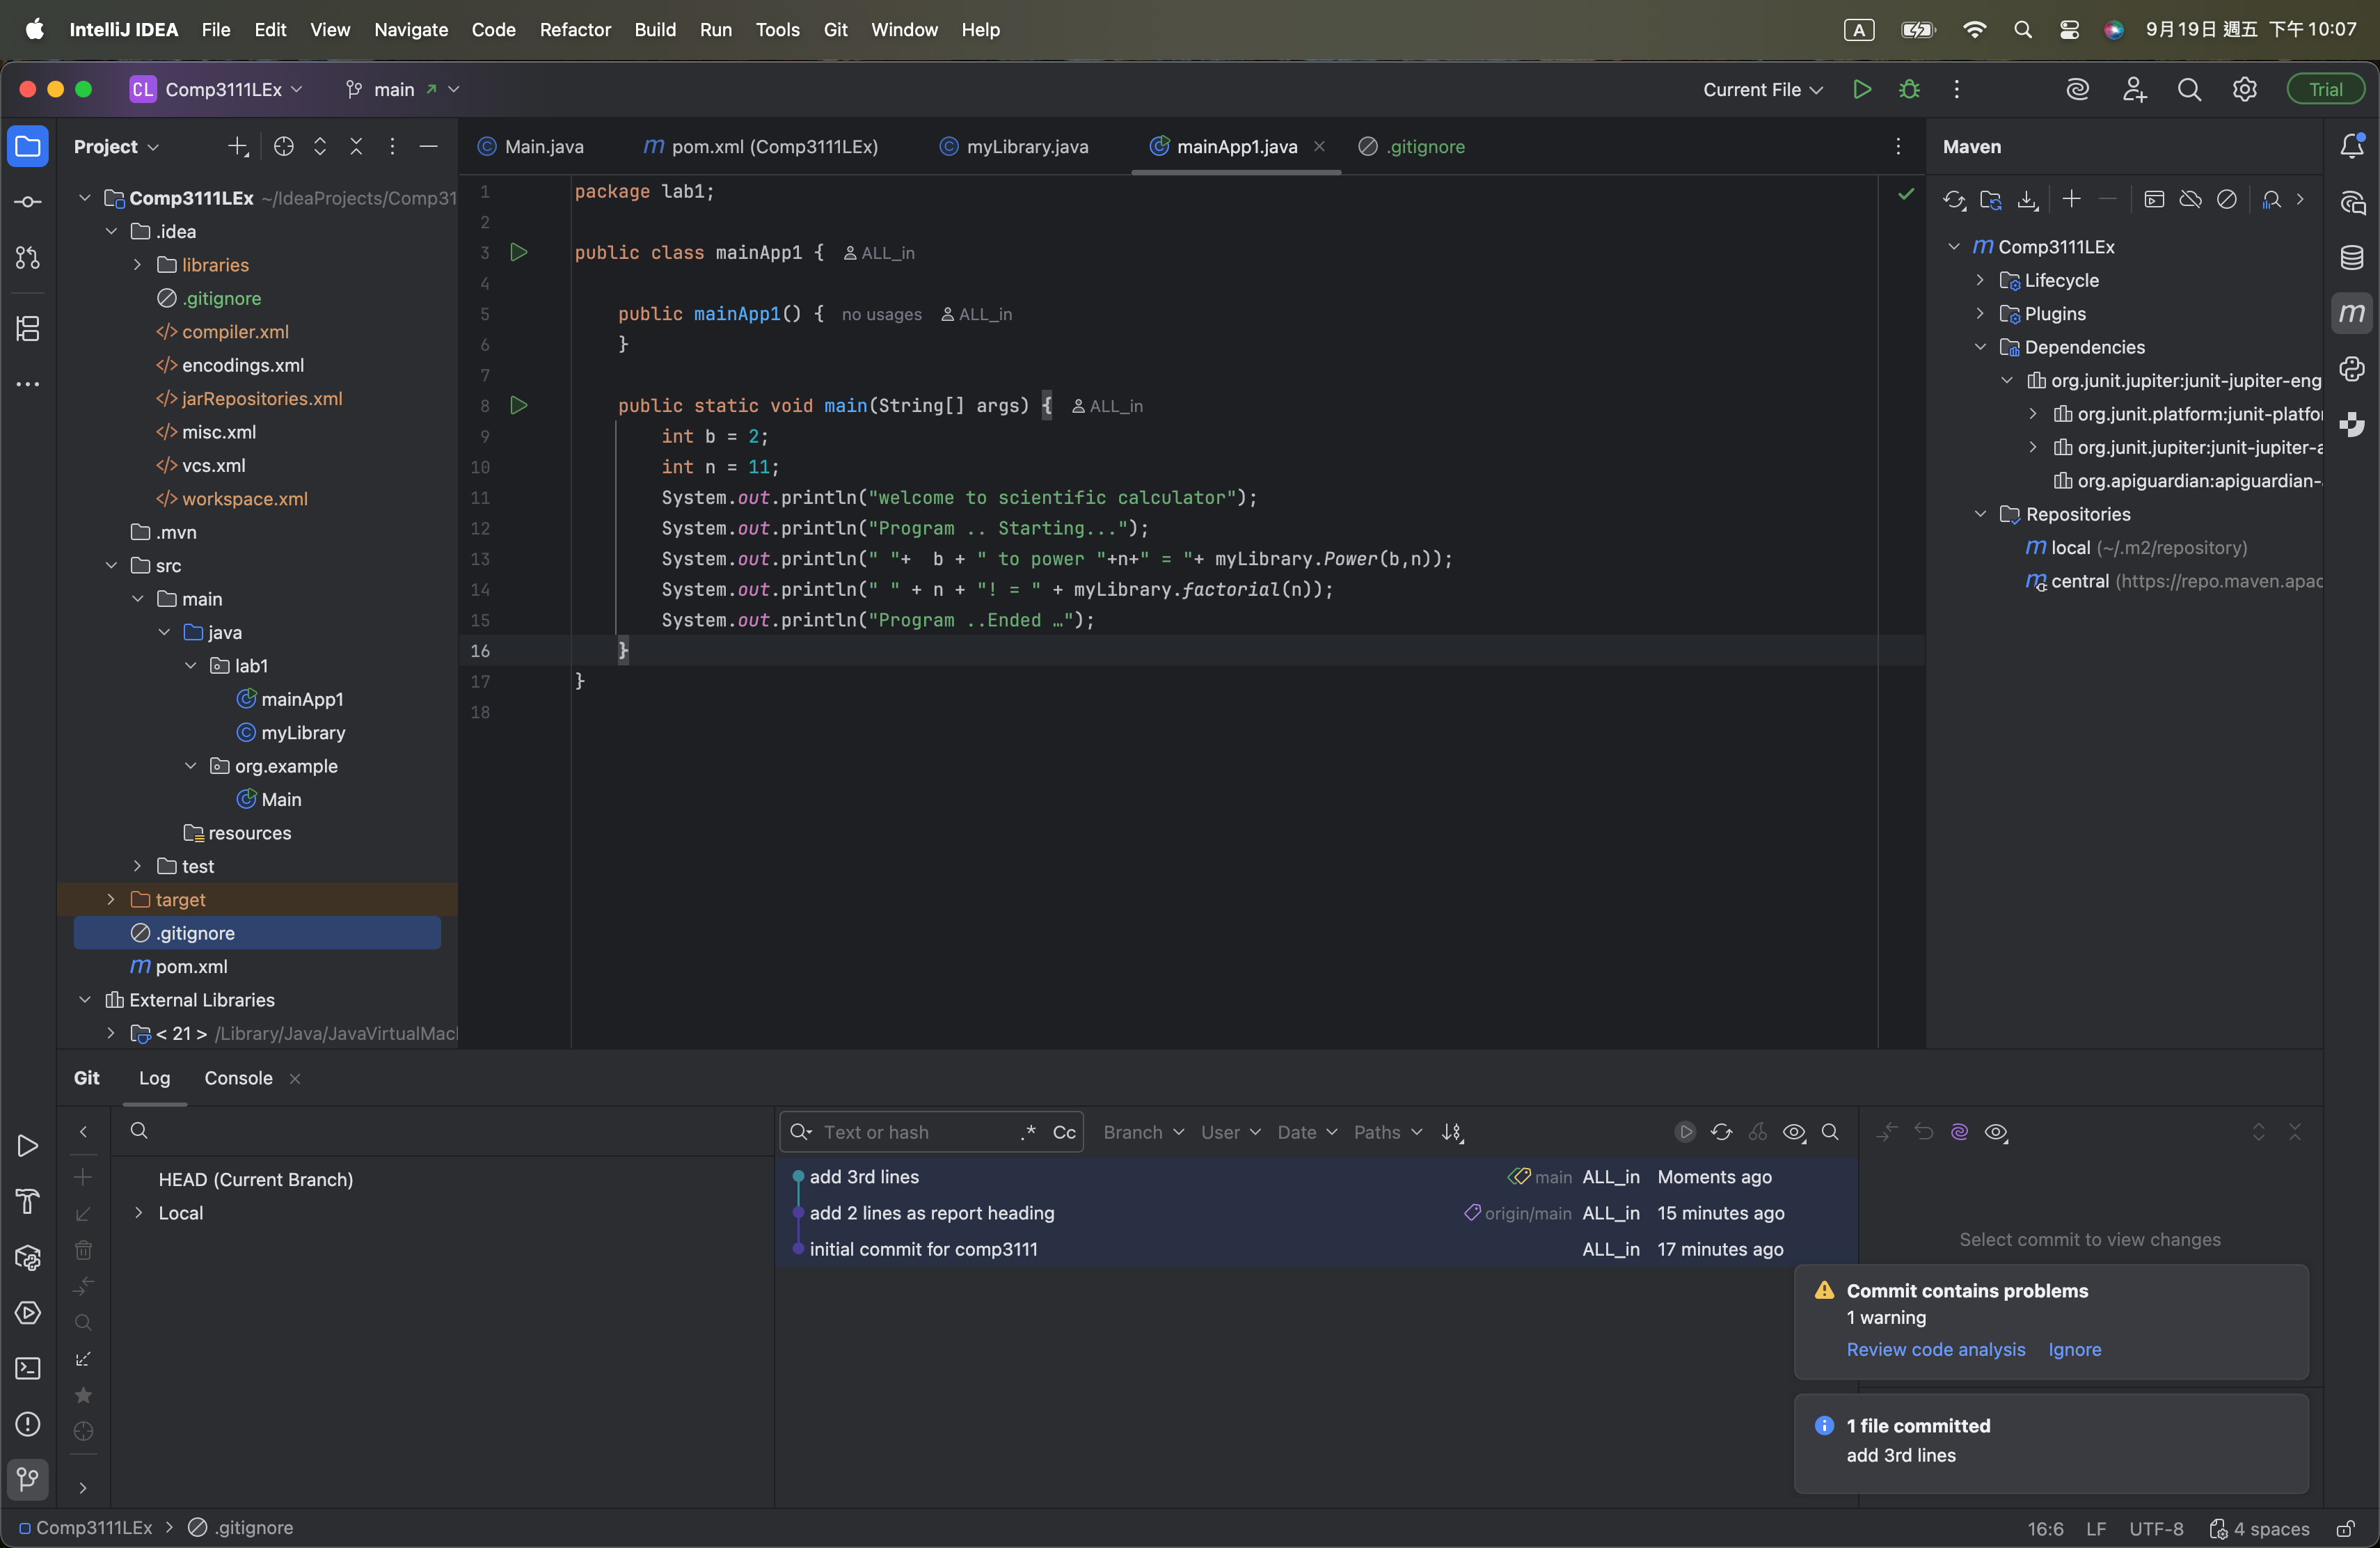 IntelliJ IDEA File Edit View Navigate Code Refactor Build Run Tools Git Window Help
A 9月19日 週五 下午 10:07
CL Comp3111LEx main Current File Trial
Project
Comp3111LEx ~/IdeaProjects/Comp31
.idea
libraries
.gitignore
compiler.xml
encodings.xml
jarRepositories.xml
misc.xml
vcs.xml
workspace.xml
.mvn
src
main
java
lab1
mainApp1
myLibrary
org.example
Main
resources
test
target
.gitignore
pom.xml
External Libraries
< 21 > /Library/Java/JavaVirtualMac
Main.java pom.xml (Comp3111LEx) myLibrary.java mainApp1.java .gitignore
1 package lab1;
2
3 public class mainApp1 { ALL_in
4
5 public mainApp1() { no usages ALL_in
6 }
7
8 public static void main(String[] args) { ALL_in
9 int b = 2;
10 int n = 11;
11 System.out.println("welcome to scientific calculator");
12 System.out.println("Program .. Starting...");
13 System.out.println(" "+  b + " to power "+n+" = "+ myLibrary.Power(b,n));
14 System.out.println(" " + n + "! = " + myLibrary.factorial(n));
15 System.out.println("Program ..Ended …");
16 }
17 }
18
Maven
Comp3111LEx
Lifecycle
Plugins
Dependencies
org.junit.jupiter:junit-jupiter-eng
org.junit.platform:junit-platfor
org.junit.jupiter:junit-jupiter-a
org.apiguardian:apiguardian-
Repositories
local (~/.m2/repository)
central (https://repo.maven.apac
Git Log Console
HEAD (Current Branch)
Local
Text or hash .* Cc Branch User Date Paths
add 3rd lines main ALL_in Moments ago
add 2 lines as report heading origin/main ALL_in 15 minutes ago
initial commit for comp3111 ALL_in 17 minutes ago
Select commit to view changes
Commit contains problems
1 warning
Review code analysis Ignore
1 file committed
add 3rd lines
Comp3111LEx > .gitignore
16:6 LF UTF-8 4 spaces